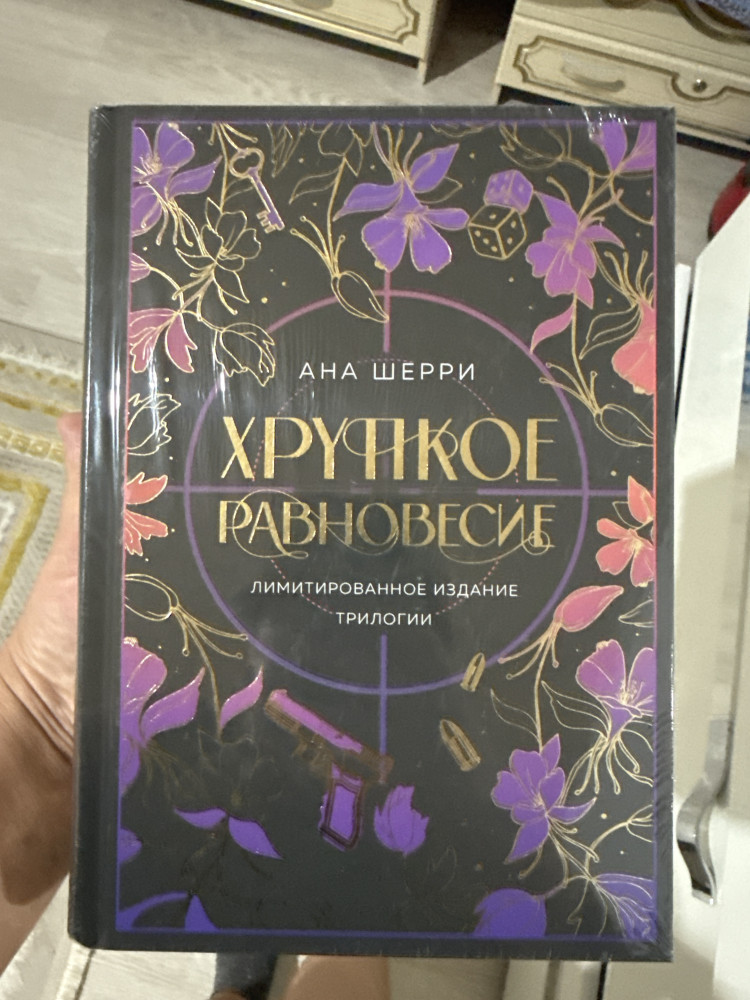 АНА ШЕРРИ
ХРУПКОЕ
РАВНОВЕСИЕ
ЛИМИТИРОВАННОЕ ИЗДАНИЕ
ТРИЛОГИИ